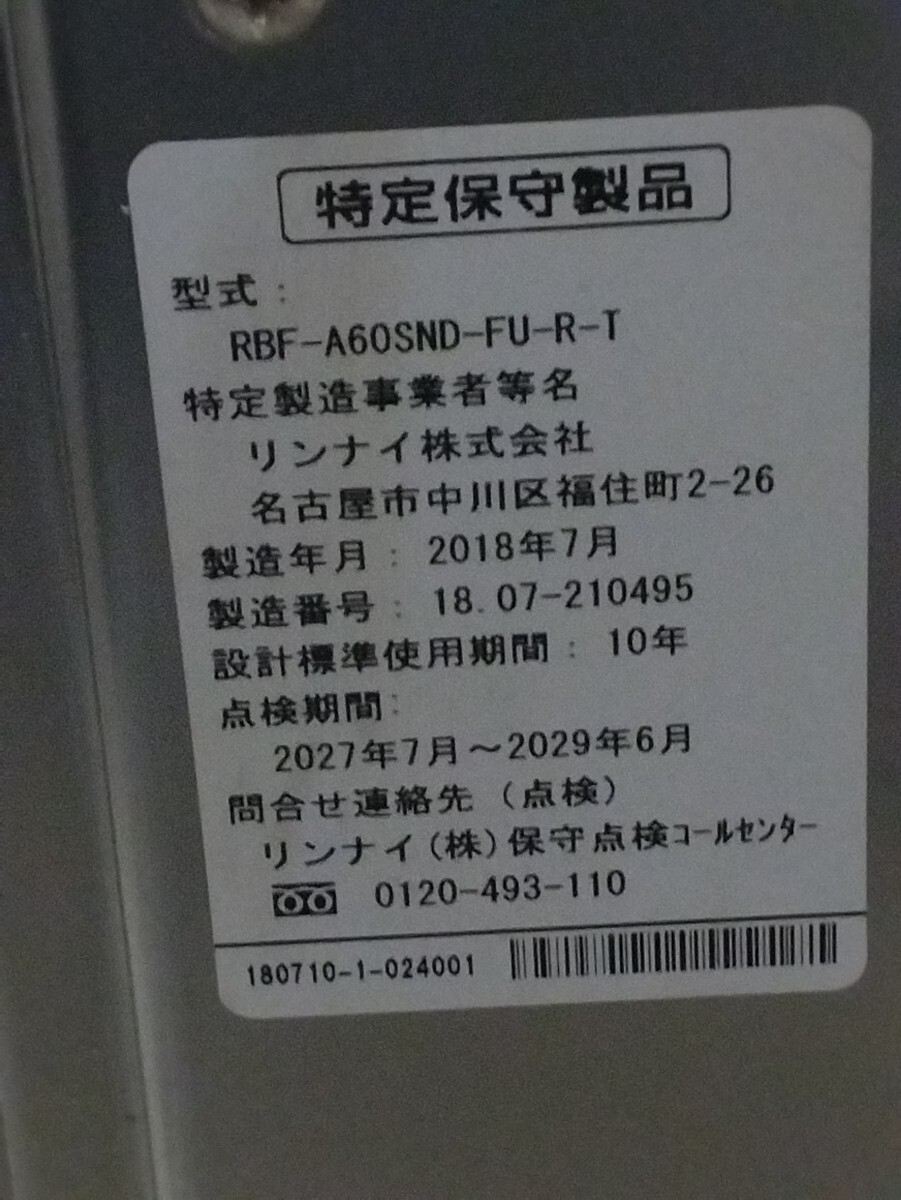 特定保守製品
型式:
RBF-A60SND-FU-R-T
特定製造事業者等名
リンナイ株式会社
名古屋市中川区福住町2-26
製造年月: 2018年7月
製造番号: 18.07-210495
設計標準使用期間: 10年
点検期間:
2027年7月～2029年6月
問合せ連絡先(点検)
リンナイ(株)保守点検ｺｰﾙｾﾝﾀｰ
0120-493-110
180710-1-024001